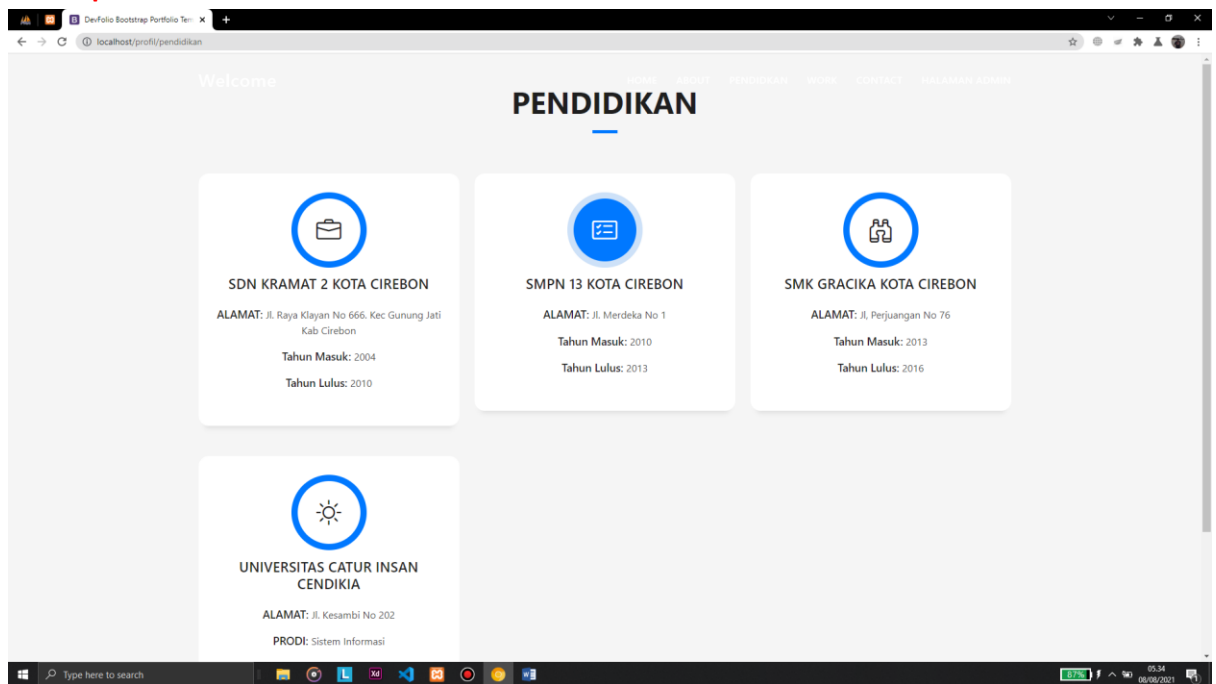 DevFolio Bootstrap Portfolio Tem
localhost/profil/pendidikan
Welcome
HOME ABOUT PENDIDIKAN WORK CONTACT HALAMAN ADMIN
PENDIDIKAN
SDN KRAMAT 2 KOTA CIREBON
ALAMAT: Jl. Raya Klayan No 666. Kec Gunung Jati
Kab Cirebon
Tahun Masuk: 2004
Tahun Lulus: 2010
SMPN 13 KOTA CIREBON
ALAMAT: Jl. Merdeka No 1
Tahun Masuk: 2010
Tahun Lulus: 2013
SMK GRACIKA KOTA CIREBON
ALAMAT: Jl, Perjuangan No 76
Tahun Masuk: 2013
Tahun Lulus: 2016
UNIVERSITAS CATUR INSAN
CENDIKIA
ALAMAT: Jl. Kesambi No 202
PRODI: Sistem Informasi
Type here to search
L
Xd
87%
05.34
08/08/2021